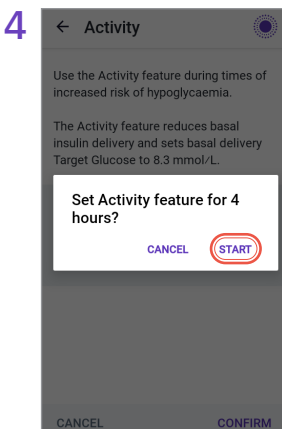 4
Activity
Use the Activity feature during times of
increased risk of hypoglycaemia.
The Activity feature reduces basal
insulin delivery and sets basal delivery
Target Glucose to 8.3 mmol/L.
Set Activity feature for 4
hours?
CANCEL START
CANCEL CONFIRM